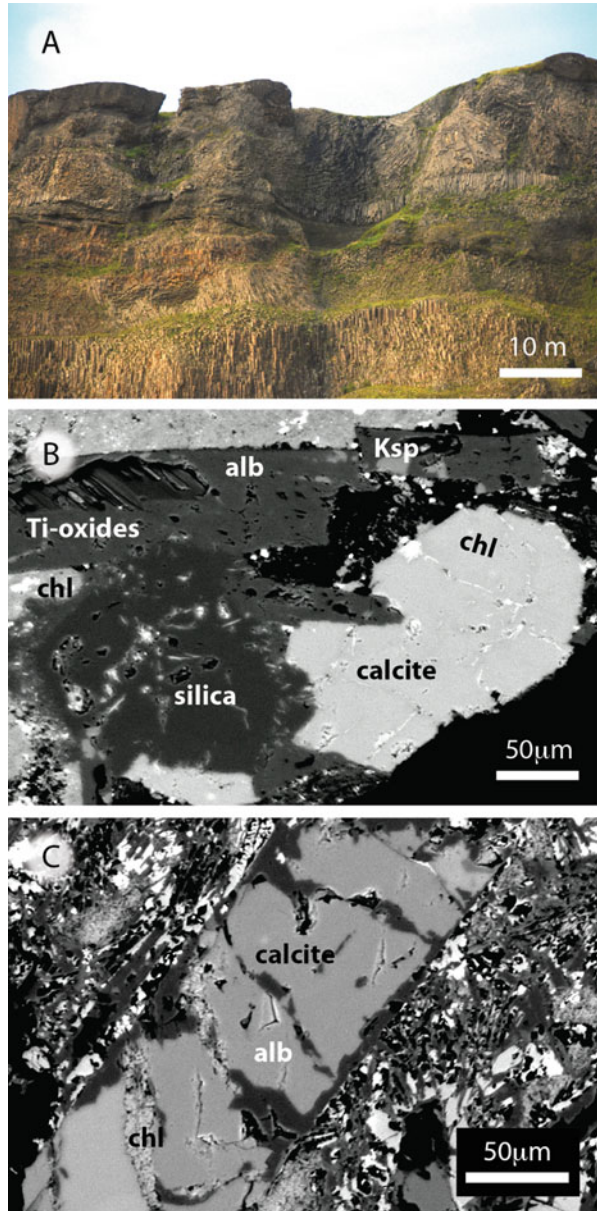 A
10 m
B
Ksp
alb
Ti-oxides
chl
chl
silica
calcite
50μm
C
calcite
alb
chl
50μm